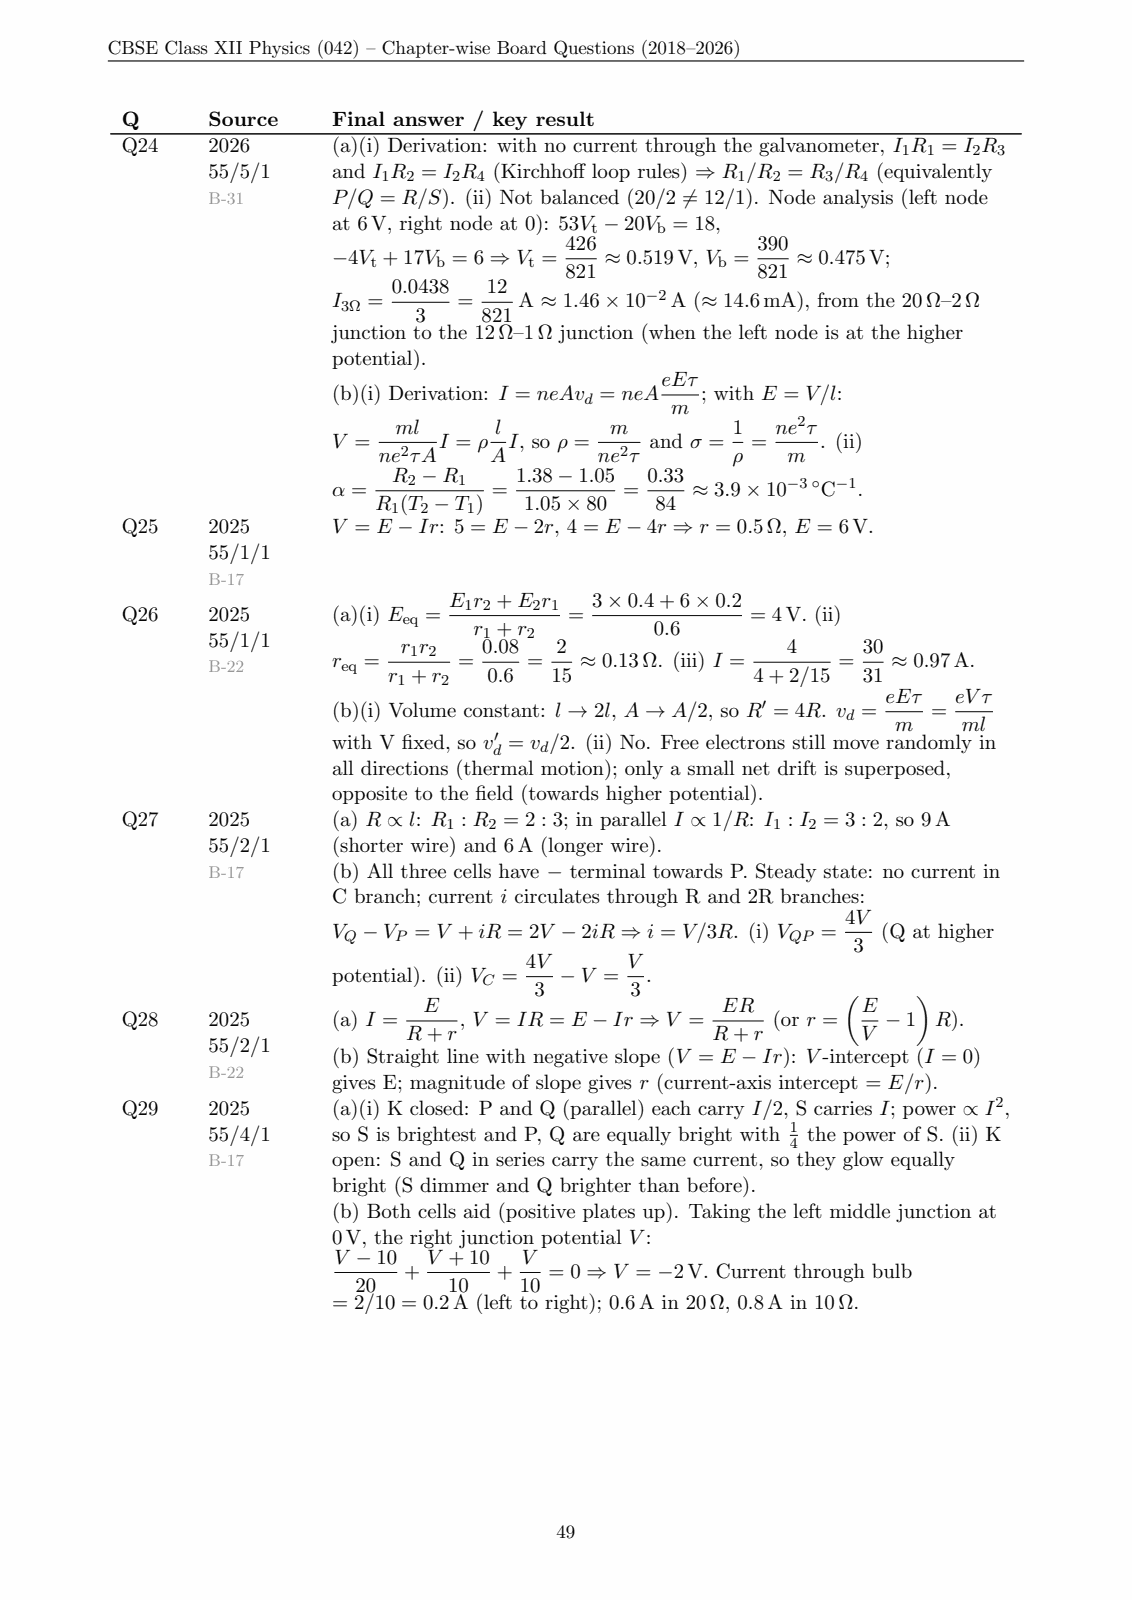 CBSE Class XII Physics (042) – Chapter-wise Board Questions (2018–2026)
Q Source Final answer / key result
Q24 2026 (a)(i) Derivation: with no current through the galvanometer, I₁R₁ = I₂R₃
55/5/1 and I₁R₂ = I₂R₄ (Kirchhoff loop rules) ⇒ R₁/R₂ = R₃/R₄ (equivalently
B-31 P/Q = R/S). (ii) Not balanced (20/2 ≠ 12/1). Node analysis (left node
at 6 V, right node at 0): 53Vt − 20Vb = 18,
−4Vt + 17Vb = 6 ⇒ Vt = 426/821 ≈ 0.519 V, Vb = 390/821 ≈ 0.475 V;
I3Ω = 0.0438/3 = 12/821 A ≈ 1.46 × 10⁻² A (≈ 14.6 mA), from the 20 Ω–2 Ω
junction to the 12 Ω–1 Ω junction (when the left node is at the higher
potential).
(b)(i) Derivation: I = neAv_d = neA eEτ/m; with E = V/l:
V = ml/ne²τA I = ρ l/A I, so ρ = m/ne²τ and σ = 1/ρ = ne²τ/m. (ii)
α = R₂ − R₁/R₁(T₂ − T₁) = 1.38 − 1.05/1.05 × 80 = 0.33/84 ≈ 3.9 × 10⁻³ °C⁻¹.
Q25 2025 V = E − Ir: 5 = E − 2r, 4 = E − 4r ⇒ r = 0.5 Ω, E = 6 V.
55/1/1
B-17
Q26 2025 (a)(i) Eeq = E₁r₂ + E₂r₁/r₁ + r₂ = 3 × 0.4 + 6 × 0.2/0.6 = 4 V. (ii)
55/1/1
B-22 req = r₁r₂/r₁ + r₂ = 0.08/0.6 = 2/15 ≈ 0.13 Ω. (iii) I = 4/4 + 2/15 = 30/31 ≈ 0.97 A.
(b)(i) Volume constant: l → 2l, A → A/2, so R′ = 4R. v_d = eEτ/m = eVτ/ml
with V fixed, so v′_d = v_d/2. (ii) No. Free electrons still move randomly in
all directions (thermal motion); only a small net drift is superposed,
opposite to the field (towards higher potential).
Q27 2025 (a) R ∝ l: R₁ : R₂ = 2 : 3; in parallel I ∝ 1/R: I₁ : I₂ = 3 : 2, so 9 A
55/2/1 (shorter wire) and 6 A (longer wire).
B-17 (b) All three cells have − terminal towards P. Steady state: no current in
C branch; current i circulates through R and 2R branches:
V_Q − V_P = V + iR = 2V − 2iR ⇒ i = V/3R. (i) V_QP = 4V/3 (Q at higher
potential). (ii) V_C = 4V/3 − V = V/3.
Q28 2025 (a) I = E/R + r, V = IR = E − Ir ⇒ V = ER/R + r (or r = (E/V − 1) R).
55/2/1 (b) Straight line with negative slope (V = E − Ir): V-intercept (I = 0)
B-22 gives E; magnitude of slope gives r (current-axis intercept = E/r).
Q29 2025 (a)(i) K closed: P and Q (parallel) each carry I/2, S carries I; power ∝ I²,
55/4/1 so S is brightest and P, Q are equally bright with 1/4 the power of S. (ii) K
B-17 open: S and Q in series carry the same current, so they glow equally
bright (S dimmer and Q brighter than before).
(b) Both cells aid (positive plates up). Taking the left middle junction at
0 V, the right junction potential V:
V − 10/20 + V + 10/10 + V/10 = 0 ⇒ V = −2 V. Current through bulb
= 2/10 = 0.2 A (left to right); 0.6 A in 20 Ω, 0.8 A in 10 Ω.
49